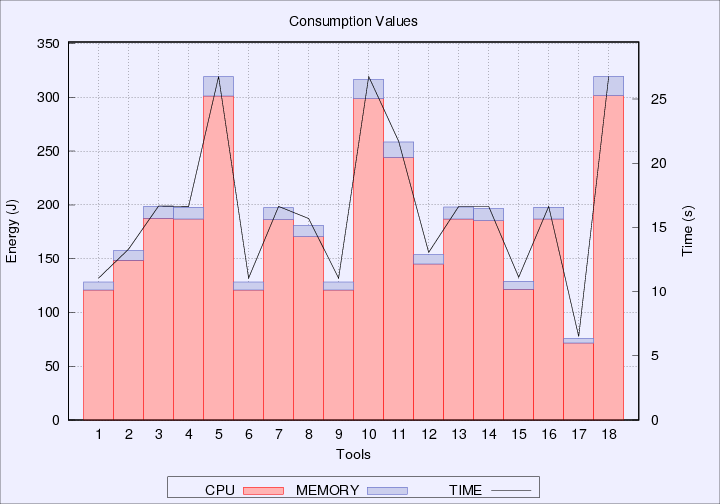 Consumption Values
350
300
250
200
150
100
50
0
Energy (J)
25
20
15
10
5
0
Time (s)
1 2 3 4 5 6 7 8 9 10 11 12 13 14 15 16 17 18
Tools
CPU MEMORY TIME